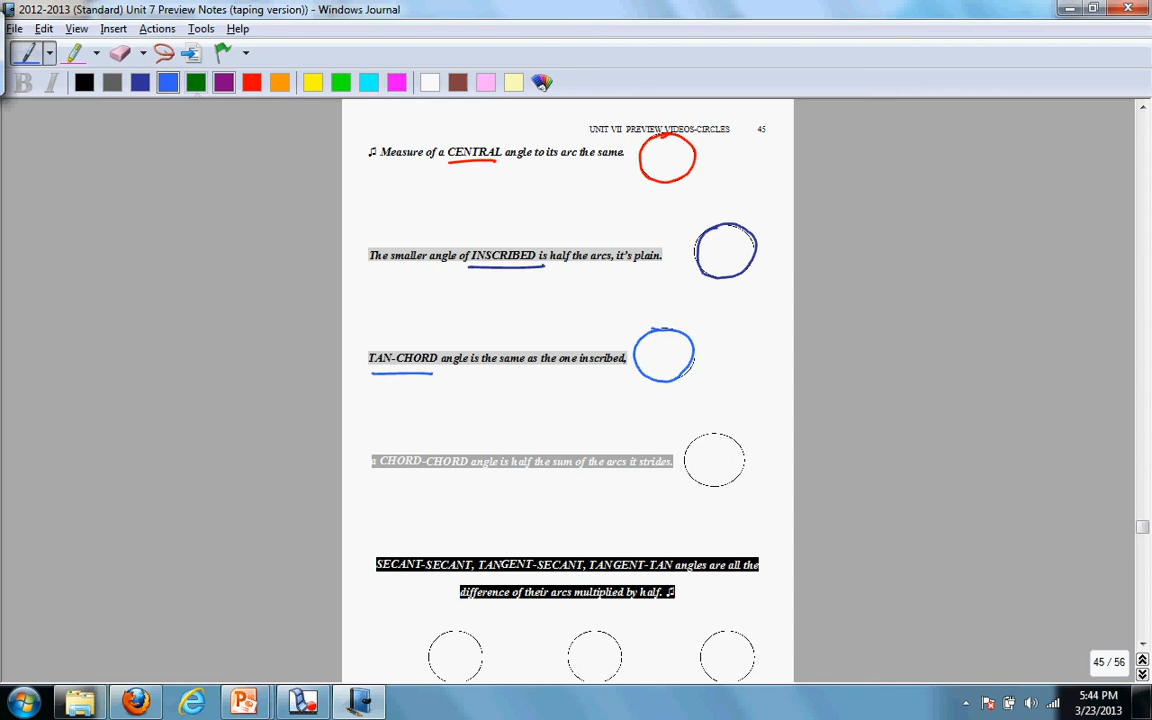 2012-2013 (Standard) Unit 7 Preview Notes (taping version)) - Windows Journal
File Edit View Insert Actions Tools Help
B I
UNIT VII PREVIEW VIDEOS-CIRCLES 45
♫ Measure of a CENTRAL angle to its arc the same.
The smaller angle of INSCRIBED is half the arcs, it's plain.
TAN-CHORD angle is the same as the one inscribed,
a CHORD-CHORD angle is half the sum of the arcs it strides.
SECANT-SECANT, TANGENT-SECANT, TANGENT-TAN angles are all the
difference of their arcs multiplied by half. ♫
45 / 56
5:44 PM
3/23/2013